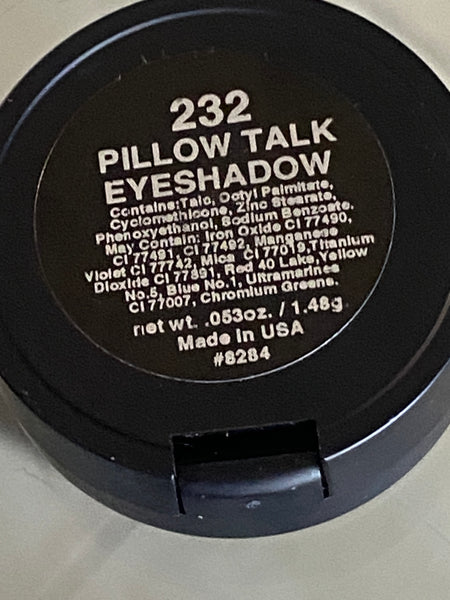 232
PILLOW TALK
EYESHADOW
Contains:Talc, Octyl Palmitate,
Cyclomethicone, Zinc Stearate,
Phenoxyethanol, Sodium Benzoate.
May Contain: Iron Oxide CI 77490,
CI 77491, CI 77492, Manganese
Violet CI 77742, Mica CI 77019,Titanium
Dioxide CI 77891, Red 40 Lake,Yellow
No.5, Blue No.1, Ultramarines
CI 77007, Chromium Greens.
net wt. .053oz. / 1.48g.
Made in USA
#8284